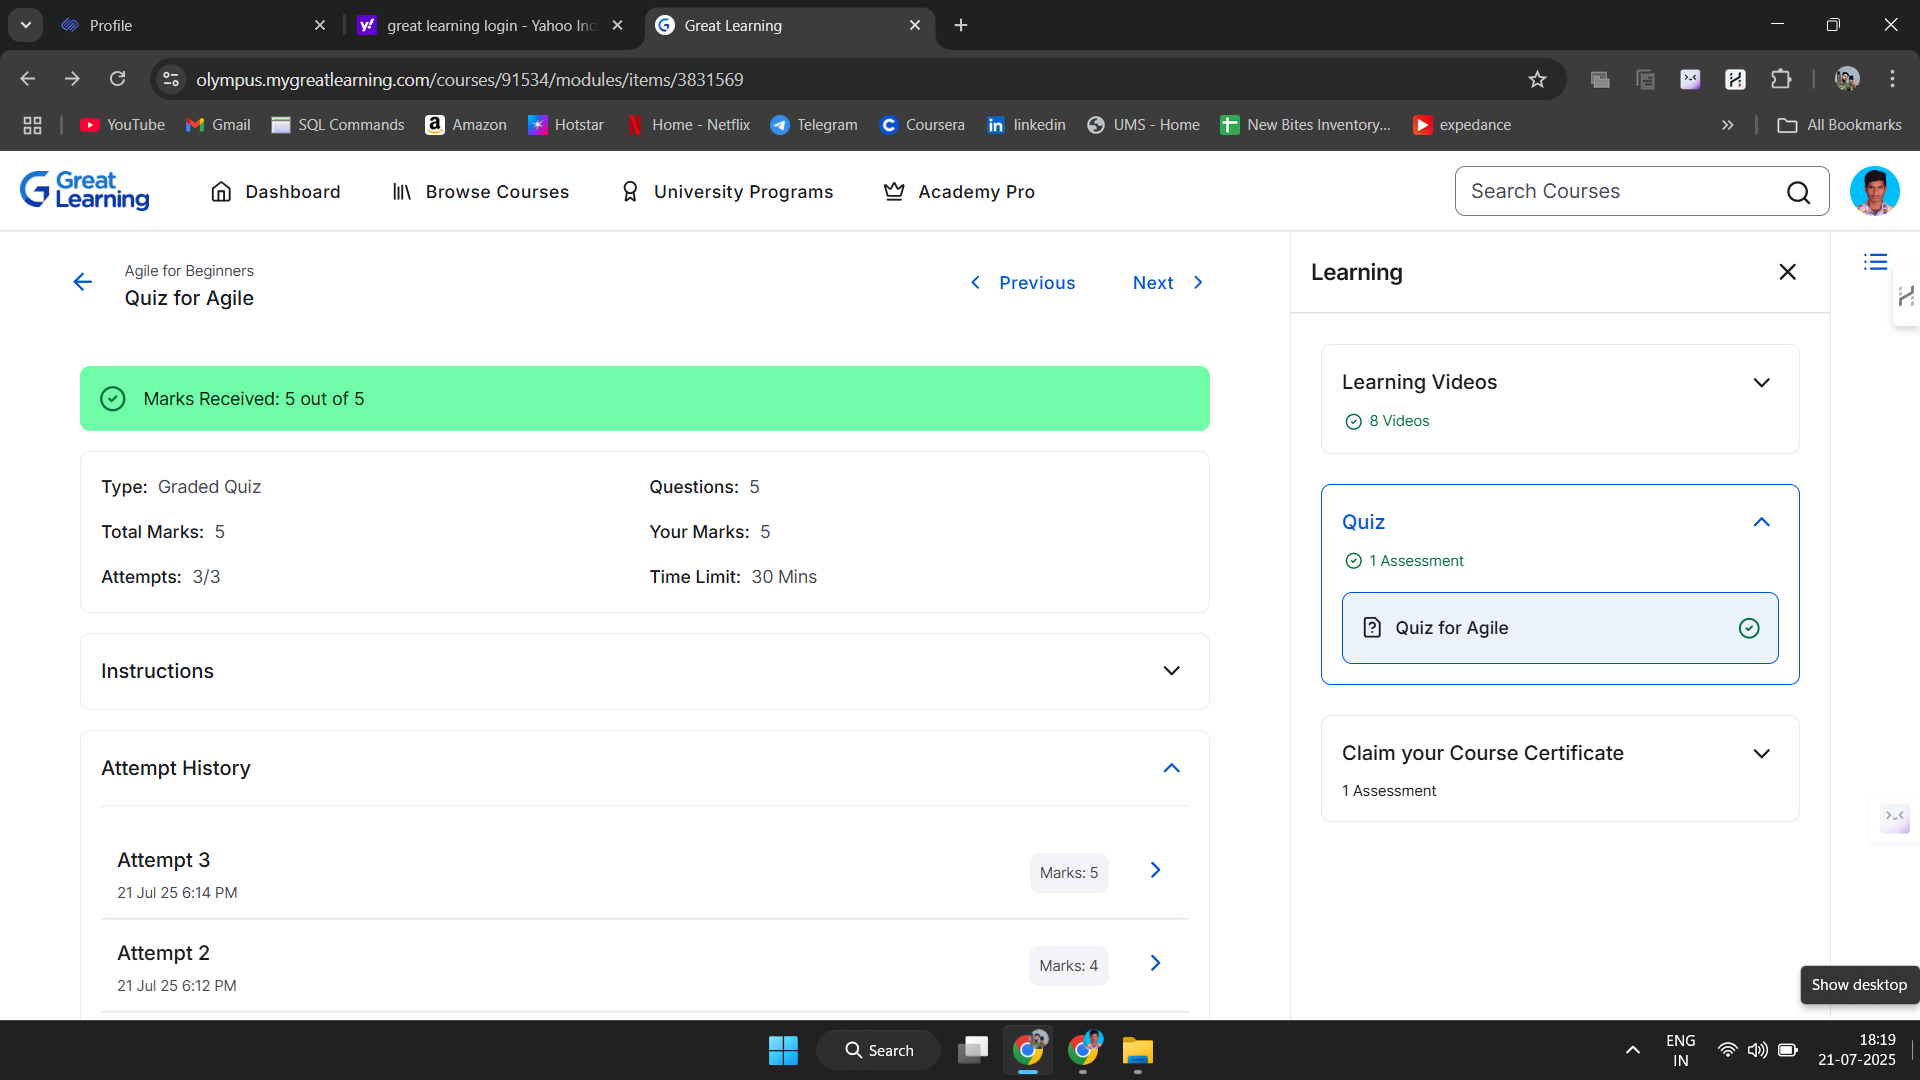 Profile
great learning login - Yahoo Ind
Great Learning
olympus.mygreatlearning.com/courses/91534/modules/items/3831569
YouTube
Gmail
SQL Commands
Amazon
Hotstar
Home - Netflix
Telegram
Coursera
linkedin
UMS - Home
New Bites Inventory...
expedance
All Bookmarks
Great Learning
Dashboard
Browse Courses
University Programs
Academy Pro
Search Courses
Agile for Beginners
Quiz for Agile
Previous
Next
Marks Received: 5 out of 5
Type: Graded Quiz
Questions: 5
Total Marks: 5
Your Marks: 5
Attempts: 3/3
Time Limit: 30 Mins
Instructions
Attempt History
Attempt 3
21 Jul 25 6:14 PM
Marks: 5
Attempt 2
21 Jul 25 6:12 PM
Marks: 4
Learning
Learning Videos
8 Videos
Quiz
1 Assessment
Quiz for Agile
Claim your Course Certificate
1 Assessment
Show desktop
Search
ENG
IN
18:19
21-07-2025